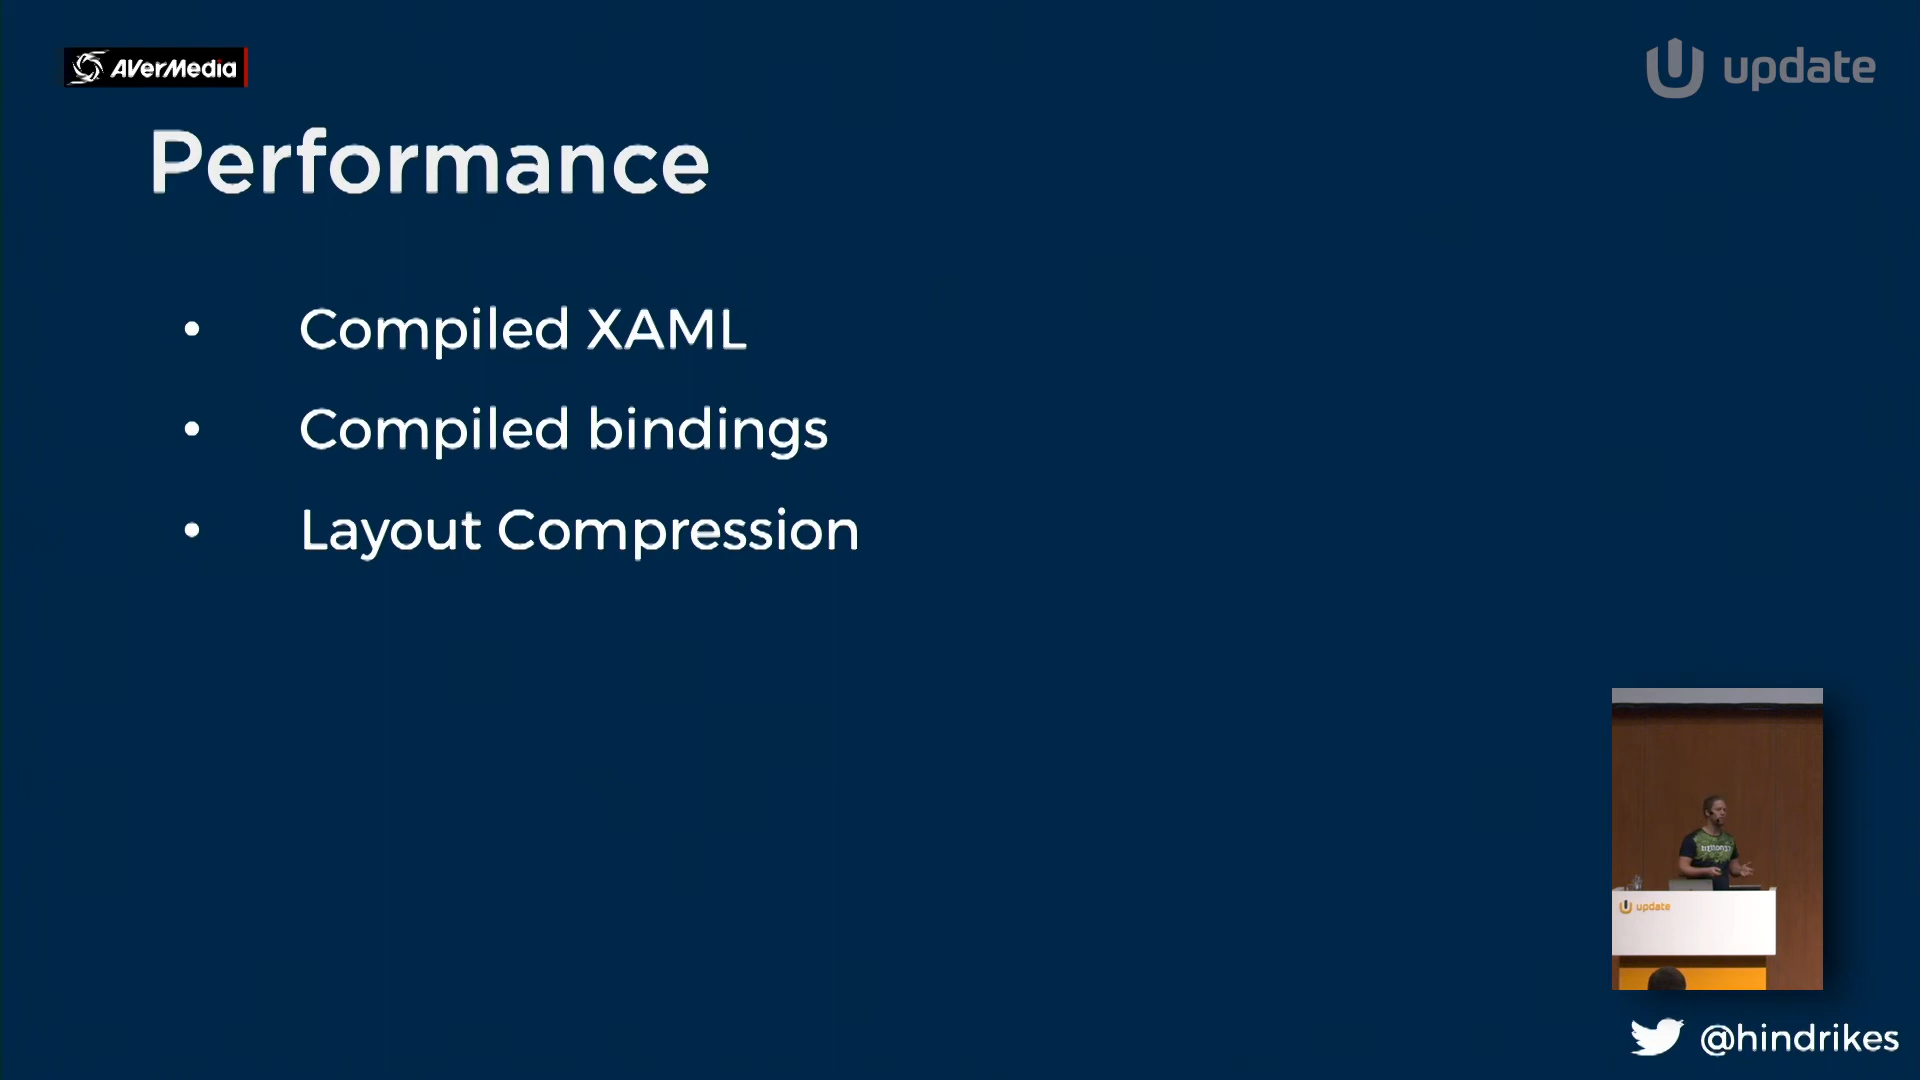 AVerMedia
update
Performance
• Compiled XAML
• Compiled bindings
• Layout Compression
update
@hindrikes